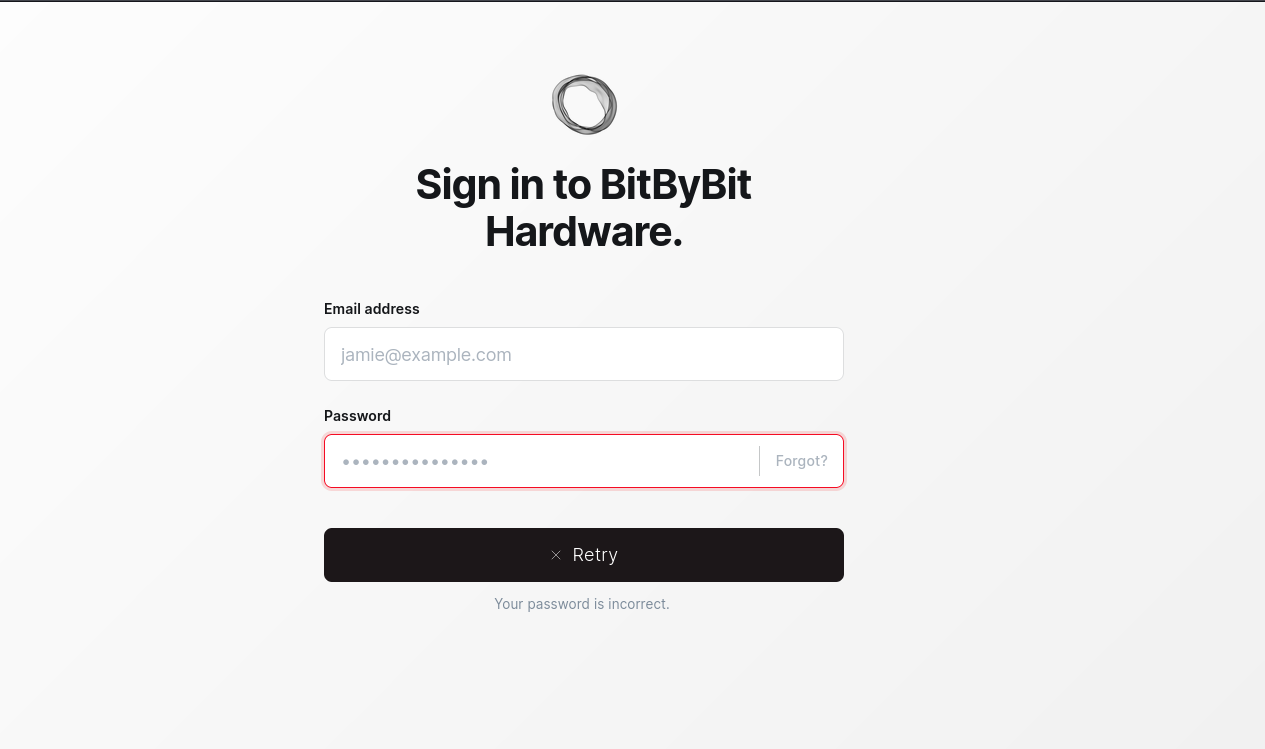 Sign in to BitByBit
Hardware.
Email address
jamie@example.com
Password
●●●●●●●●●●●●●●●
Forgot?
Retry
Your password is incorrect.